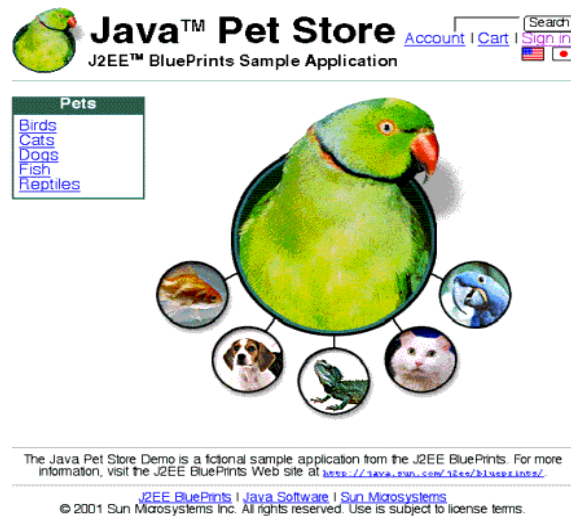 Java™ Pet Store
J2EE™ BluePrints Sample Application
Search
Account | Cart | Sign in
Pets
Birds
Cats
Dogs
Fish
Reptiles
The Java Pet Store Demo is a fictional sample application from the J2EE BluePrints. For more
information, visit the J2EE BluePrints Web site at http://java.sun.com/j2ee/blueprints/.
J2EE BluePrints | Java Software | Sun Microsystems
© 2001 Sun Microsystems Inc. All rights reserved. Use is subject to license terms.